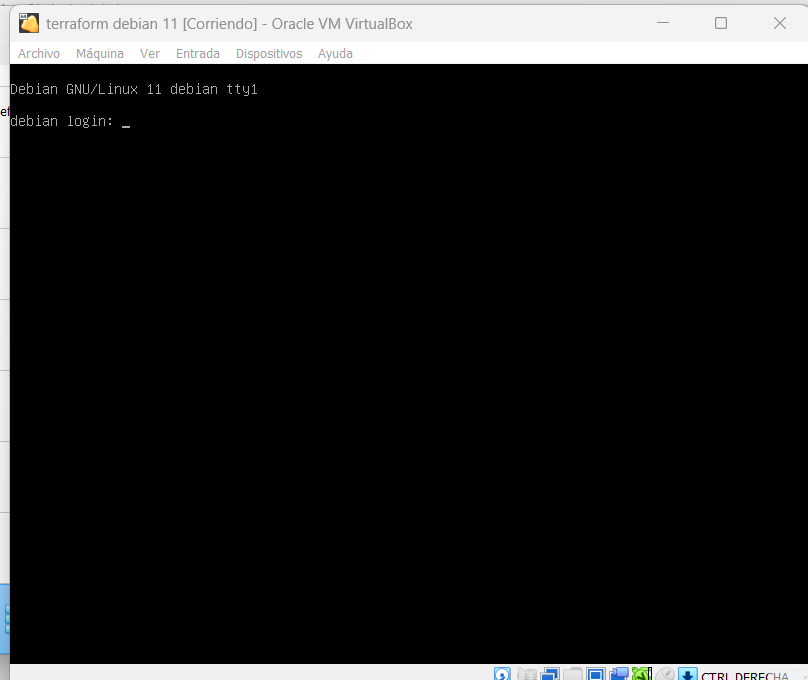 terraform debian 11 [Corriendo] - Oracle VM VirtualBox
Archivo Máquina Ver Entrada Dispositivos Ayuda
Debian GNU/Linux 11 debian tty1
debian login: _
CTRL DERECHA